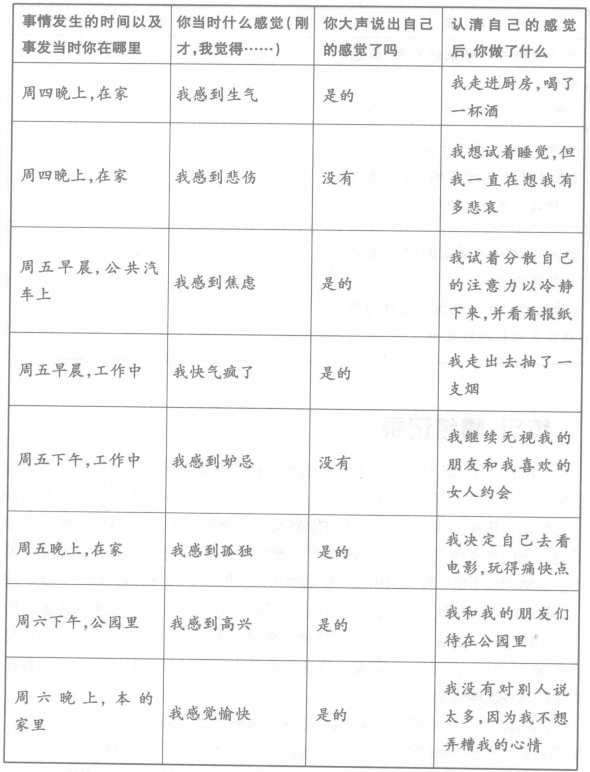 事情发生的时间以及
事发当时你在哪里
你当时什么感觉(刚
才,我觉得……)
你大声说出自己
的感觉了吗
认清自己的感觉
后,你做了什么
周四晚上,在家
我感到生气
是的
我走进厨房,喝了
一杯酒
周四晚上,在家
我感到悲伤
没有
我想试着睡觉,但
我一直在想我有
多悲哀
周五早晨,公共汽
车上
我感到焦虑
是的
我试着分散自己
的注意力以冷静
下来,并看看报纸
周五早晨,工作中
我快气疯了
是的
我走出去抽了一
支烟
周五下午,工作中
我感到妒忌
没有
我继续无视我的
朋友和我喜欢的
女人约会
周五晚上,在家
我感到孤独
是的
我决定自己去看
电影,玩得痛快点
周六下午,公园里
我感到高兴
是的
我和我的朋友们
待在公园里
周六晚上,本的
家里
我感觉愉快
是的
我没有对别人说
太多,因为我不想
弄糟我的心情